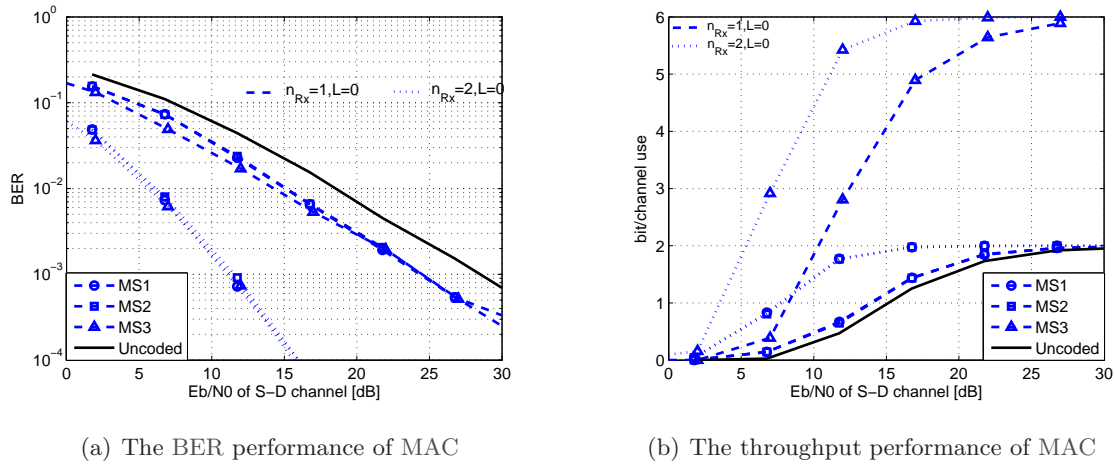 10^0
10^-1
10^-2
10^-3
10^-4
BER
n_Rx=1,L=0
n_Rx=2,L=0
MS1
MS2
MS3
Uncoded
0 5 10 15 20 25 30
Eb/N0 of S−D channel [dB]
(a) The BER performance of MAC
6
5
4
3
2
1
0
bit/channel use
n_Rx=1,L=0
n_Rx=2,L=0
MS1
MS2
MS3
Uncoded
0 5 10 15 20 25 30
Eb/N0 of S−D channel [dB]
(b) The throughput performance of MAC